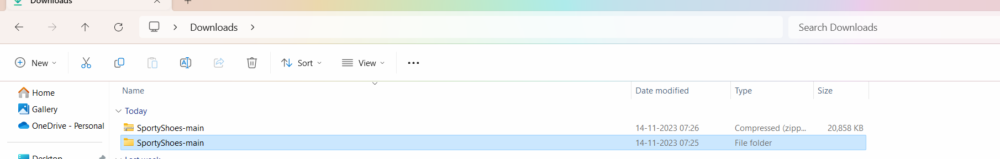 Downloads
Downloads
Search Downloads
New
Sort
View
Name
Date modified
Type
Size
Home
Gallery
OneDrive - Personal
Desktop
Today
SportyShoes-main 14-11-2023 07:26 Compressed (zipp... 20,858 KB
SportyShoes-main 14-11-2023 07:25 File folder
Last week